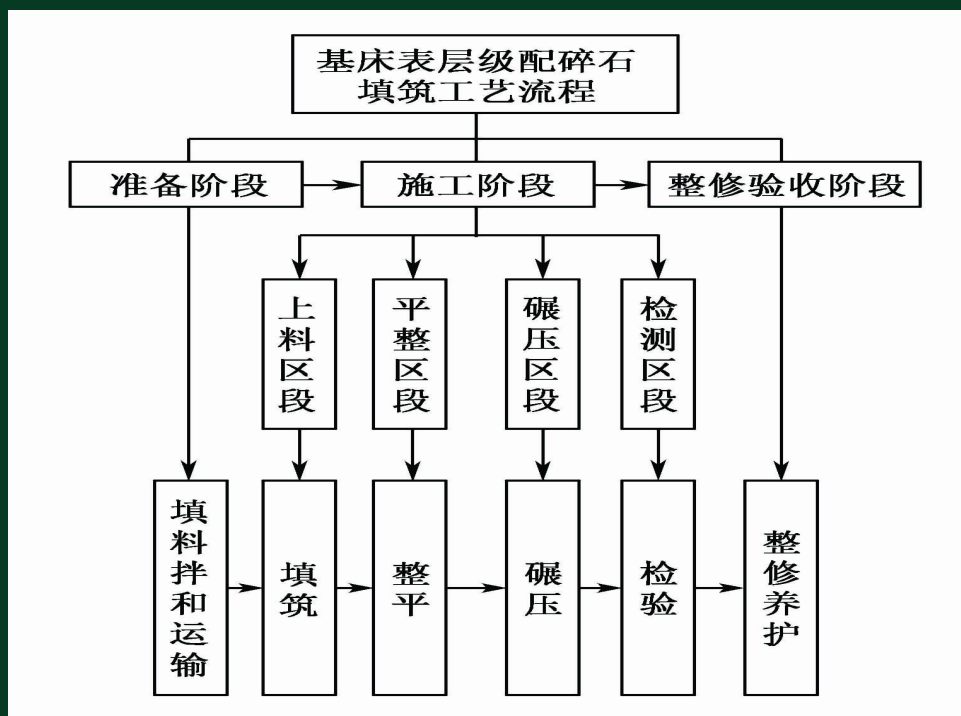 基床表层级配碎石
填筑工艺流程
准备阶段
施工阶段
整修验收阶段
上料区段
平整区段
碾压区段
检测区段
填料拌和运输
填筑
整平
碾压
检验
整修养护